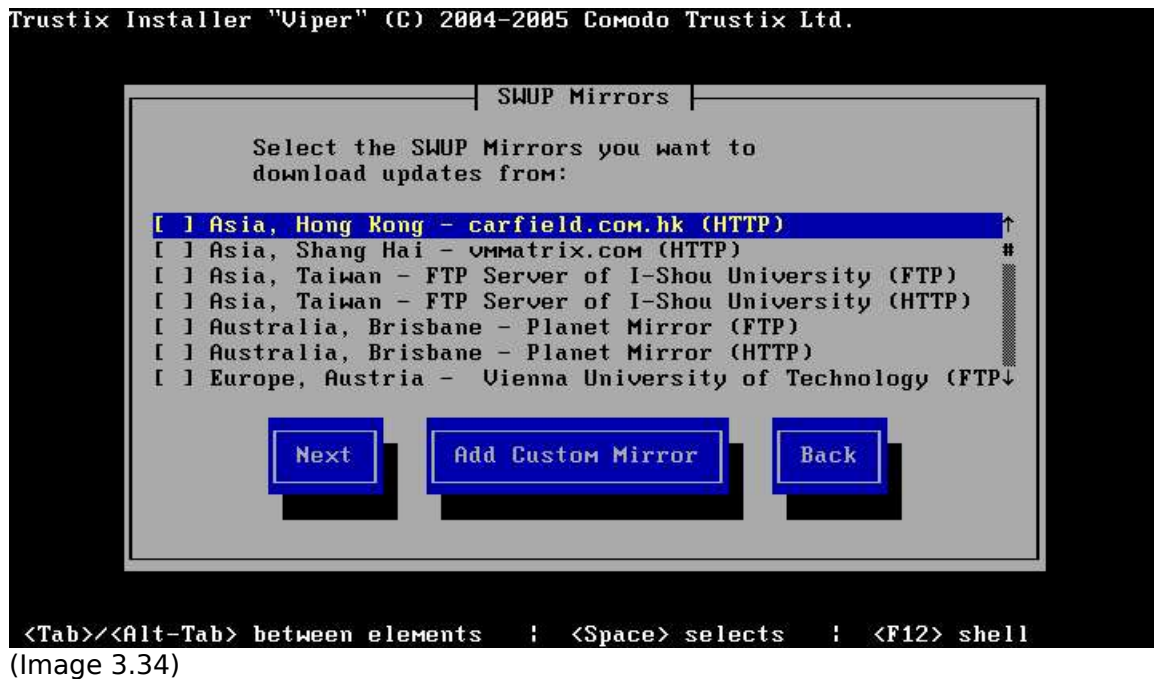 Trustix Installer "Viper" (C) 2004-2005 Comodo Trustix Ltd.
SWUP Mirrors
Select the SWUP Mirrors you want to
download updates from:
[ ] Asia, Hong Kong - carfield.com.hk (HTTP)
[ ] Asia, Shang Hai - vmmatrix.com (HTTP)
[ ] Asia, Taiwan - FTP Server of I-Shou University (FTP)
[ ] Asia, Taiwan - FTP Server of I-Shou University (HTTP)
[ ] Australia, Brisbane - Planet Mirror (FTP)
[ ] Australia, Brisbane - Planet Mirror (HTTP)
[ ] Europe, Austria -  Vienna University of Technology (FTP
Next
Add Custom Mirror
Back
<Tab>/<Alt-Tab> between elements   ¦  <Space> selects   ¦  <F12> shell
(Image 3.34)